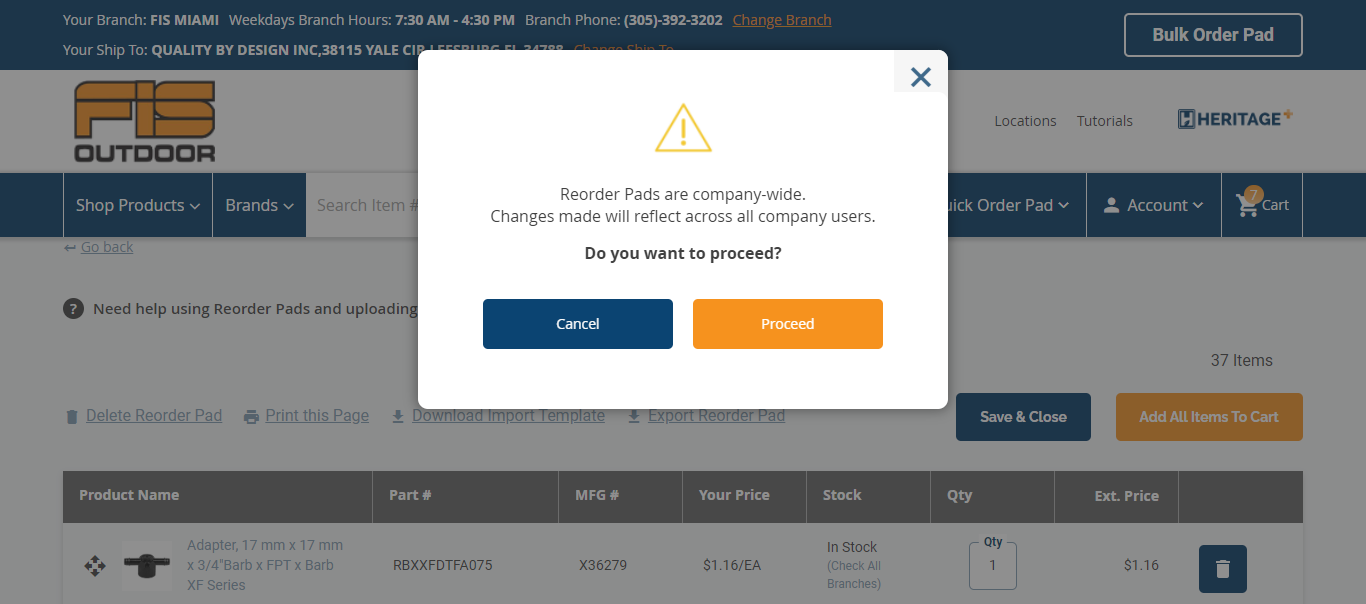 Your Branch: FIS MIAMI Weekdays Branch Hours: 7:30 AM - 4:30 PM Branch Phone: (305)-392-3202 Change Branch
Your Ship To: QUALITY BY DESIGN INC,38115 YALE CIR LEESBURG FL 34788 Change Ship To
Bulk Order Pad
FIS
OUTDOOR
Locations Tutorials HERITAGE+
Shop Products Brands Search Item # uick Order Pad Account 7 Cart
Go back
Reorder Pads are company-wide.
Changes made will reflect across all company users.
Do you want to proceed?
Cancel Proceed
? Need help using Reorder Pads and uploading
37 Items
Delete Reorder Pad Print this Page Download Import Template Export Reorder Pad Save & Close Add All Items To Cart
Product Name Part # MFG # Your Price Stock Qty Ext. Price
Adapter, 17 mm x 17 mm
x 3/4"Barb x FPT x Barb
XF Series
RBXXFDTFA075 X36279 $1.16/EA
In Stock
(Check All
Branches)
Qty
1
$1.16